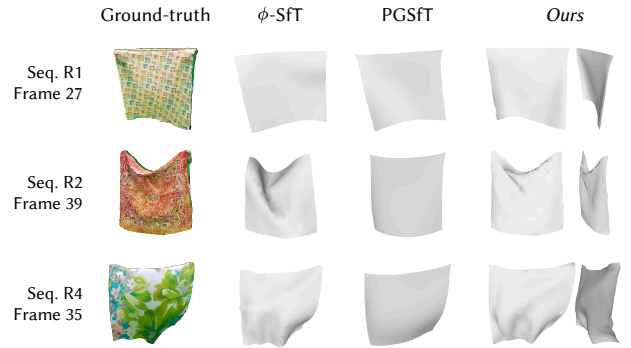 Ground-truth ϕ-SfT PGSfT Ours
Seq. R1
Frame 27
Seq. R2
Frame 39
Seq. R4
Frame 35